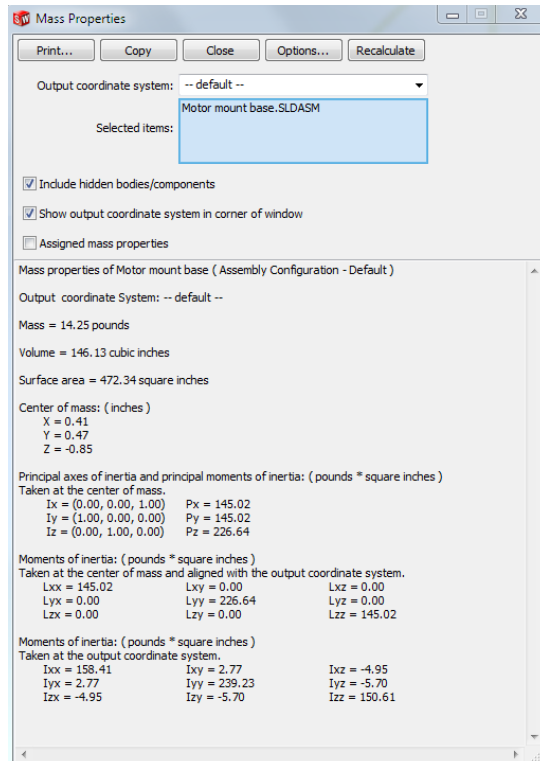 SW Mass Properties
Print... Copy Close Options... Recalculate
Output coordinate system: -- default --
Motor mount base.SLDASM
Selected items:
Include hidden bodies/components
Show output coordinate system in corner of window
Assigned mass properties
Mass properties of Motor mount base ( Assembly Configuration - Default )
Output coordinate System: -- default --
Mass = 14.25 pounds
Volume = 146.13 cubic inches
Surface area = 472.34 square inches
Center of mass: ( inches )
X = 0.41
Y = 0.47
Z = -0.85
Principal axes of inertia and principal moments of inertia: ( pounds * square inches )
Taken at the center of mass.
Ix = (0.00, 0.00, 1.00) Px = 145.02
Iy = (1.00, 0.00, 0.00) Py = 145.02
Iz = (0.00, 1.00, 0.00) Pz = 226.64
Moments of inertia: ( pounds * square inches )
Taken at the center of mass and aligned with the output coordinate system.
Lxx = 145.02 Lxy = 0.00 Lxz = 0.00
Lyx = 0.00 Lyy = 226.64 Lyz = 0.00
Lzx = 0.00 Lzy = 0.00 Lzz = 145.02
Moments of inertia: ( pounds * square inches )
Taken at the output coordinate system.
Ixx = 158.41 Ixy = 2.77 Ixz = -4.95
Iyx = 2.77 Iyy = 239.23 Iyz = -5.70
Izx = -4.95 Izy = -5.70 Izz = 150.61